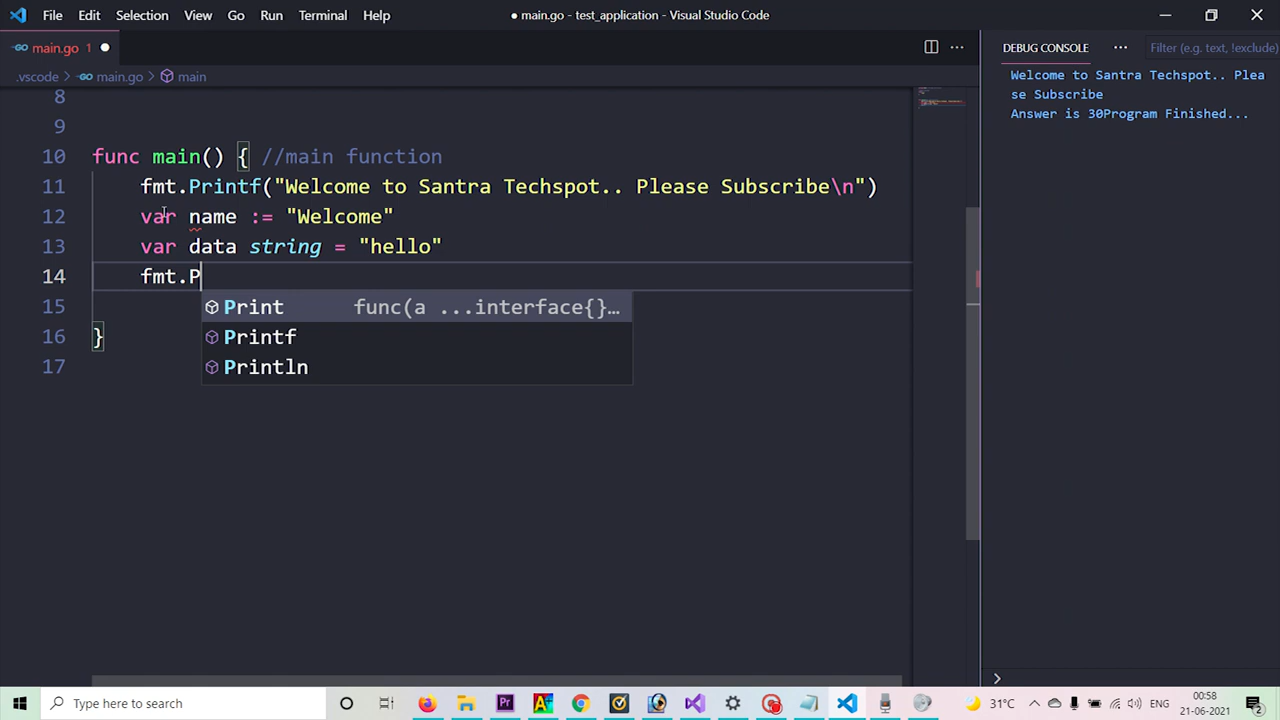 File Edit Selection View Go Run Terminal Help
● main.go - test_application - Visual Studio Code
main.go 1 ●
.vscode > main.go > main
8
9
10 func main() { //main function
11 fmt.Printf("Welcome to Santra Techspot.. Please Subscribe\n")
12 var name := "Welcome"
13 var data string = "hello"
14 fmt.P
Print func(a ...interface{}…
15
Printf
16 }
Println
17
DEBUG CONSOLE ··· Filter (e.g. text, !exclude)
Welcome to Santra Techspot.. Plea
se Subscribe
Answer is 30Program Finished...
>
Type here to search
31°C ENG 00:58
21-06-2021 2